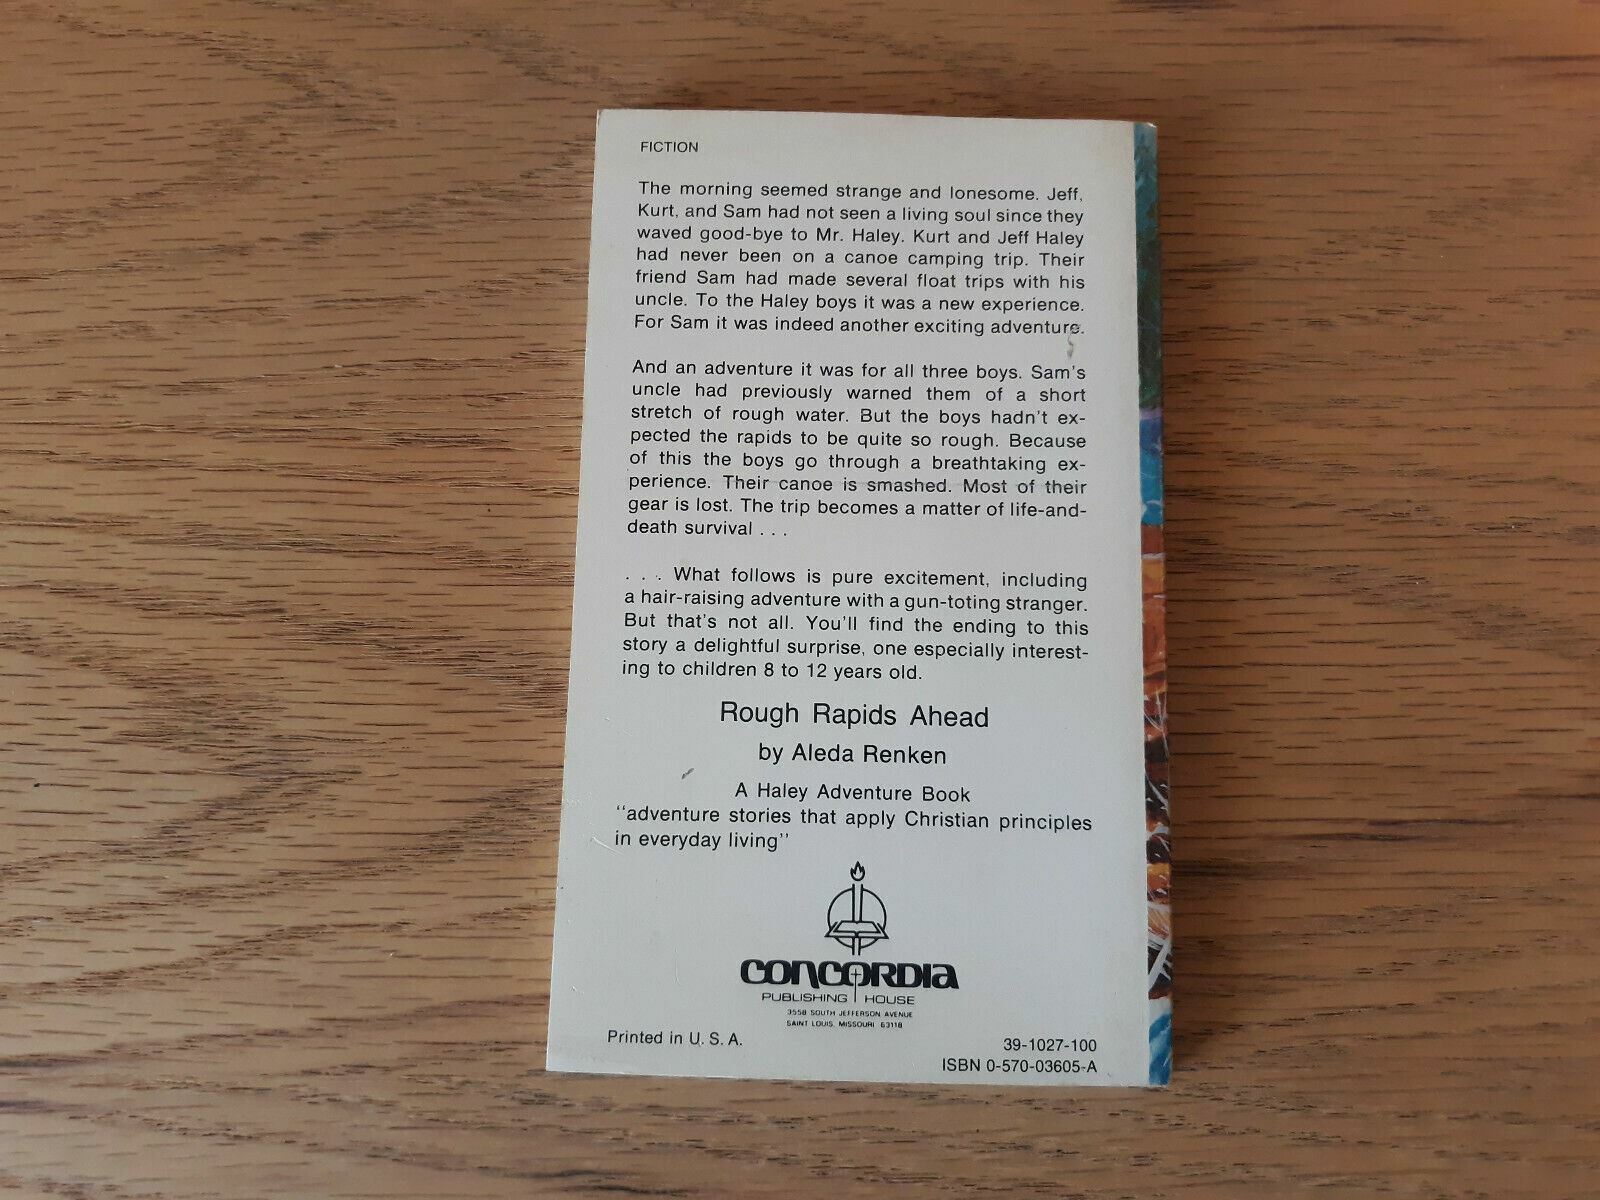 FICTION
The morning seemed strange and lonesome. Jeff,
Kurt, and Sam had not seen a living soul since they
waved good-bye to Mr. Haley. Kurt and Jeff Haley
had never been on a canoe camping trip. Their
friend Sam had made several float trips with his
uncle. To the Haley boys it was a new experience.
For Sam it was indeed another exciting adventure.
And an adventure it was for all three boys. Sam's
uncle had previously warned them of a short
stretch of rough water. But the boys hadn't ex-
pected the rapids to be quite so rough. Because
of this the boys go through a breathtaking ex-
perience. Their canoe is smashed. Most of their
gear is lost. The trip becomes a matter of life-and-
death survival . . .
. . . What follows is pure excitement, including
a hair-raising adventure with a gun-toting stranger.
But that's not all. You'll find the ending to this
story a delightful surprise, one especially interest-
ing to children 8 to 12 years old.
Rough Rapids Ahead
by Aleda Renken
A Haley Adventure Book
"adventure stories that apply Christian principles
in everyday living"
CONCORDIA
PUBLISHING HOUSE
3558 SOUTH JEFFERSON AVENUE
SAINT LOUIS, MISSOURI 63118
Printed in U. S. A.
39-1027-100
ISBN 0-570-03605-A